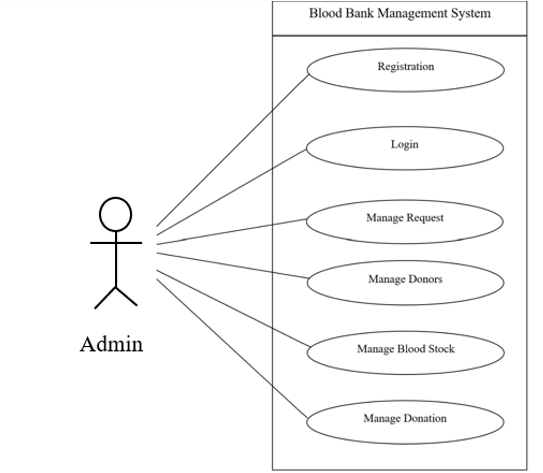 Blood Bank Management System
Registration
Login
Manage Request
Manage Donors
Admin
Manage Blood Stock
Manage Donation